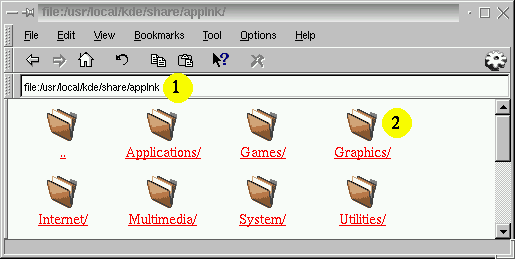 file:/usr/local/kde/share/applnk/
File Edit View Bookmarks Tool Options Help
file:/usr/local/kde/share/applnk 1
2
.. Applications/ Games/ Graphics/
Internet/ Multimedia/ System/ Utilities/